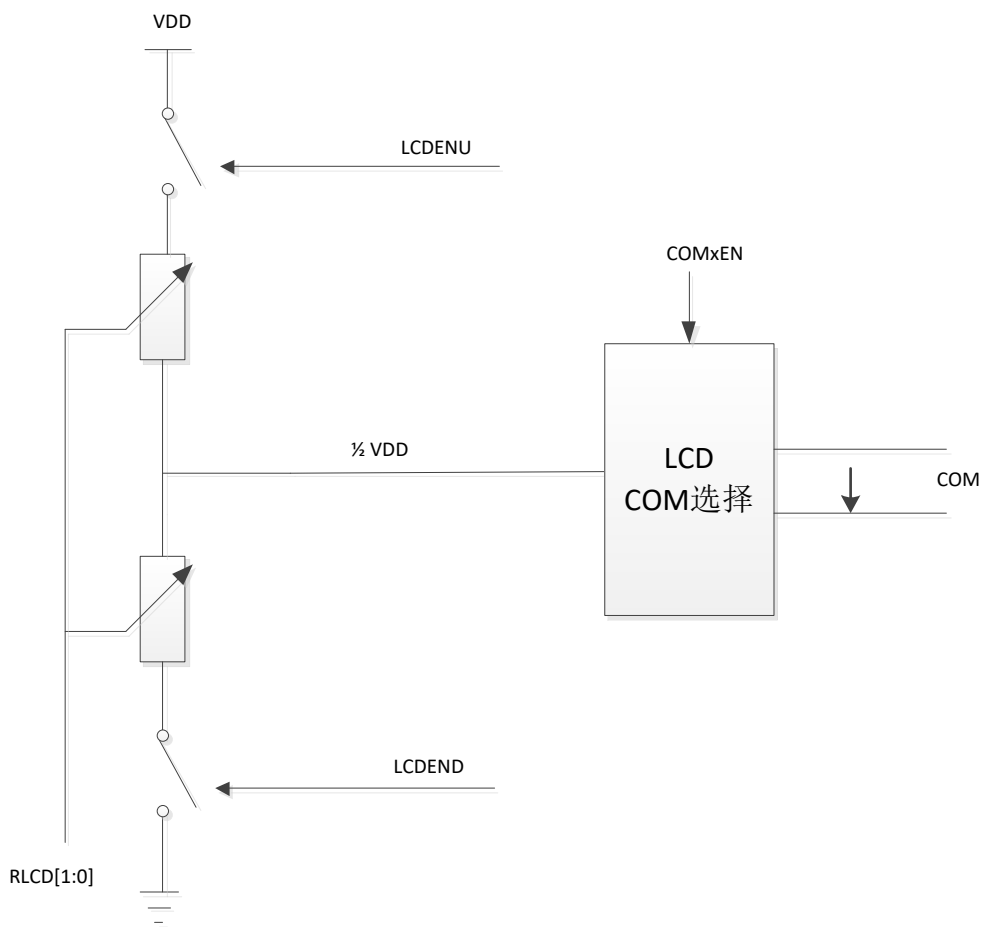 VDD
LCDENU
COMxEN
½ VDD
LCD
COM选择
COM
LCDEND
RLCD[1:0]